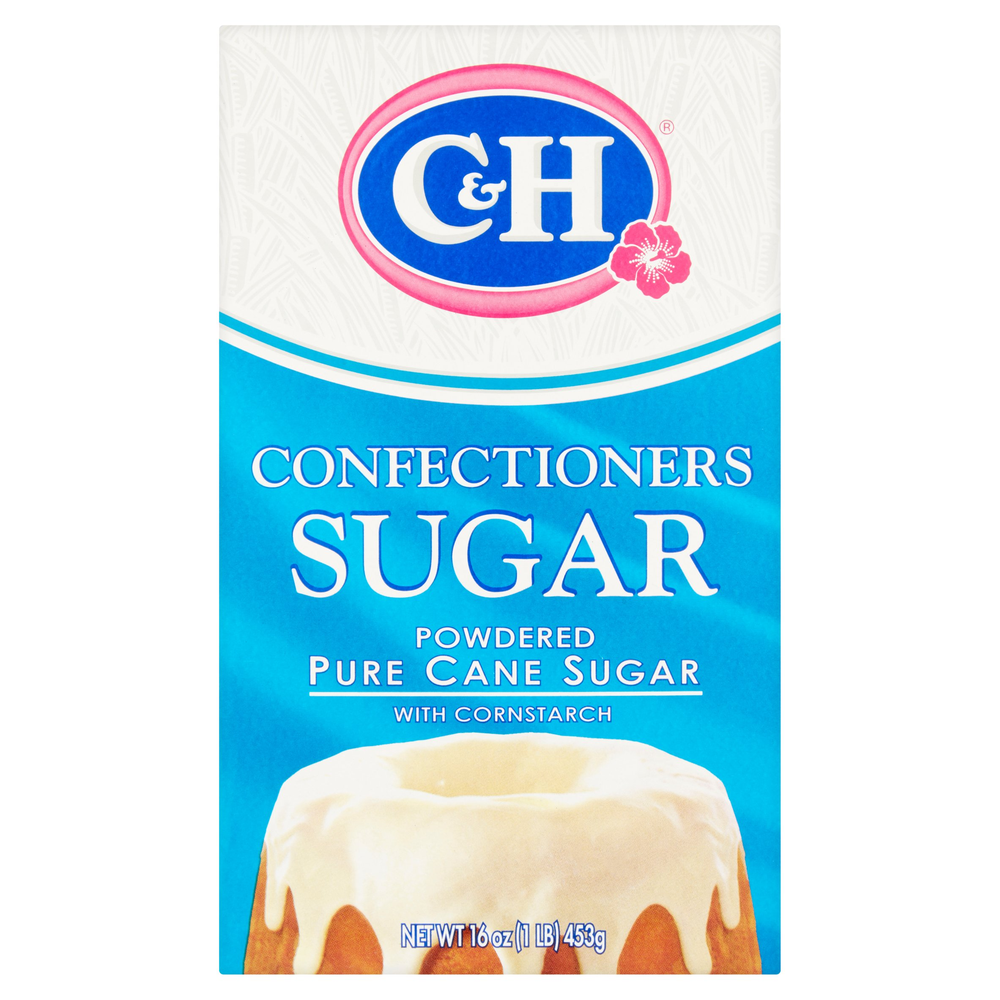 C&H®
CONFECTIONERS
SUGAR
POWDERED
PURE CANE SUGAR
WITH CORNSTARCH
NET WT 16 oz (1 LB) 453g